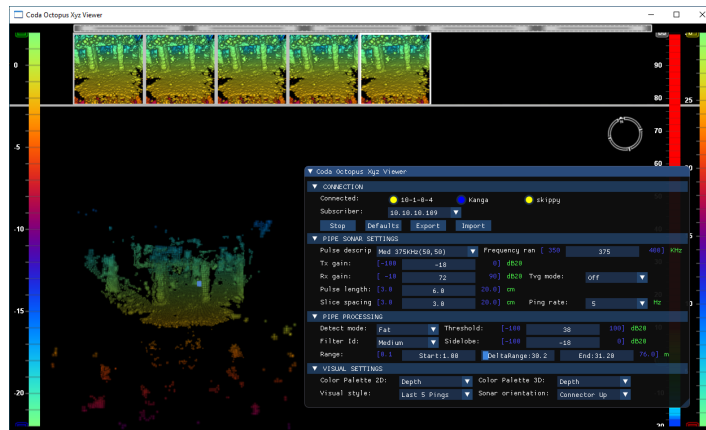 Coda Octopus Xyz Viewer
0
-5
-10
-15
-20
90
80
70
60
20
Coda Octopus Xyz Viewer
CONNECTION
Connected: 10-1-0-4 Kanga skippy
Subscriber: 10.10.10.109
Stop Defaults Export Import
PIPE SONAR SETTINGS
Pulse descrip Med 375KHz(50,50) Frequency ran [ 350 375 400] KHz
Tx gain: [-100 -18 0] dB20
Rx gain: [ -10 72 90] dB20 Tvg mode: off
Pulse length: [3.0 6.0 20.0] cm
Slice spacing [3.0 3.0 20.0] cm Ping rate: 5 Hz
PIPE PROCESSING
Detect mode: Fat Threshold: [-100 38 100] dB20
Filter Id: Medium Sidelobe: [-100 -18 0] dB20
Range: [0.1 Start:1.00 DeltaRange:30.2 End:31.20 76.0] m
VISUAL SETTINGS
Color Palette 2D: Depth Color Palette 3D: Depth
Visual style: Last 5 Pings Sonar orientation: Connector Up